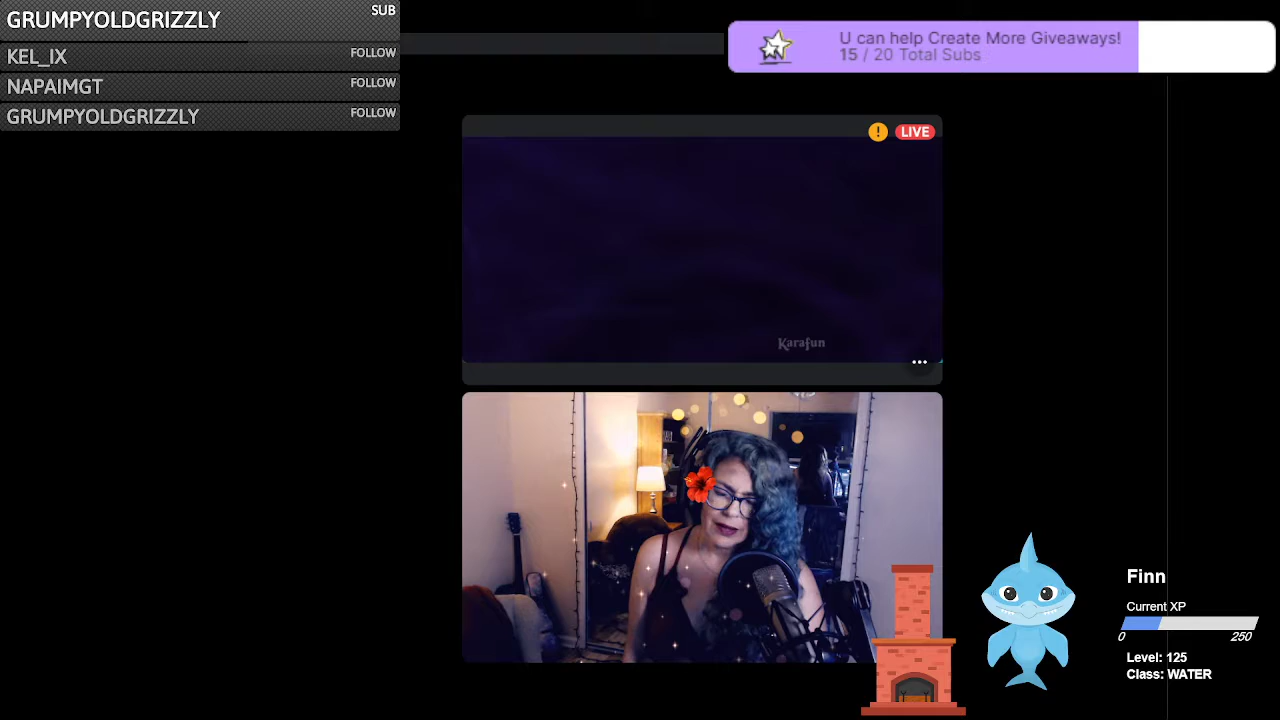 GRUMPYOLDGRIZZLY SUB
KEL_IX FOLLOW
NAPAIMGT FOLLOW
GRUMPYOLDGRIZZLY FOLLOW
U can help Create More Giveaways!
15 / 20 Total Subs
! LIVE
Karafun
Finn
Current XP
0 250
Level: 125
Class: WATER